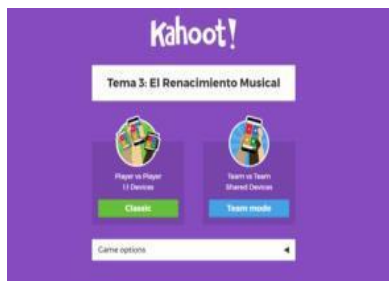 Kahoot!
Tema 3: El Renacimiento Musical
Player vs Player
1:1 Devices
Classic
Team vs Team
Shared Devices
Team mode
Game options